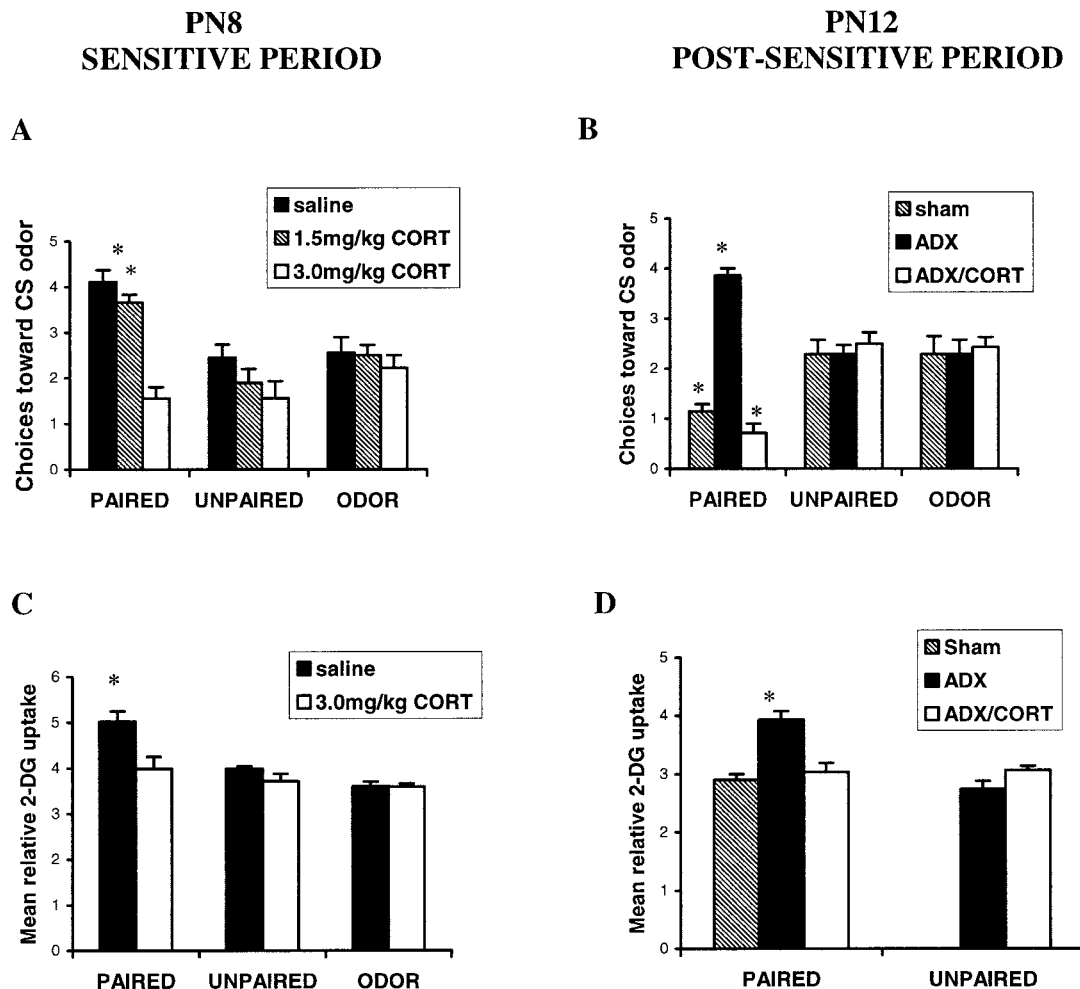 PN8
SENSITIVE PERIOD
PN12
POST-SENSITIVE PERIOD
A
saline
1.5mg/kg CORT
3.0mg/kg CORT
Choices toward CS odor
5
4
3
2
1
0
*
*
PAIRED
UNPAIRED
ODOR
B
sham
ADX
ADX/CORT
Choices toward CS odor
5
4
3
2
1
0
*
*
*
PAIRED
UNPAIRED
ODOR
C
saline
3.0mg/kg CORT
Mean relative 2-DG uptake
6
5
4
3
2
1
0
*
PAIRED
UNPAIRED
ODOR
D
Sham
ADX
ADX/CORT
Mean relative 2-DG uptake
5
4
3
2
1
0
*
PAIRED
UNPAIRED